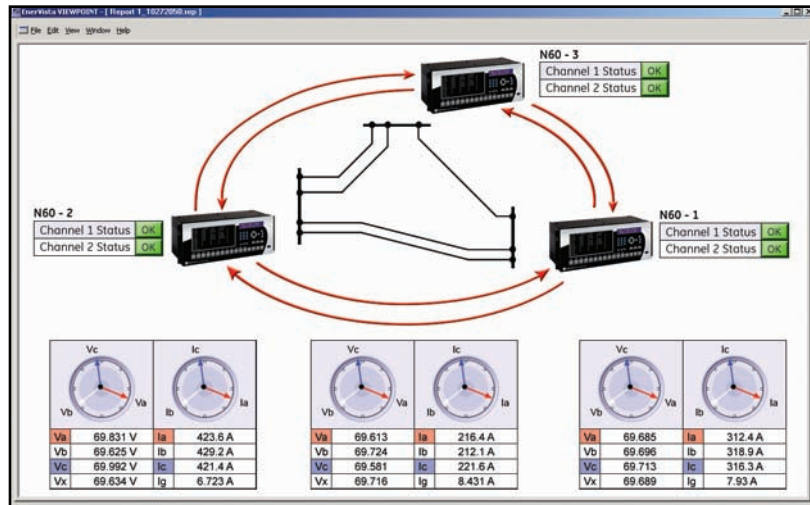 EnerVista VIEWPOINT - [ Report 1_10272050.rep ]
File Edit View Window Help
N60 - 3
Channel 1 Status OK
Channel 2 Status OK
N60 - 2
Channel 1 Status OK
Channel 2 Status OK
N60 - 1
Channel 1 Status OK
Channel 2 Status OK
Vc
Va
Vb
Ic
Ia
Ib
Va 69.831 V Ia 423.6 A
Vb 69.625 V Ib 429.2 A
Vc 69.992 V Ic 421.4 A
Vx 69.634 V Ig 6.723 A
Vc
Va
Vb
Ic
Ia
Ib
Va 69.613 Ia 216.4 A
Vb 69.724 Ib 212.1 A
Vc 69.581 Ic 221.6 A
Vx 69.716 Ig 8.431 A
Vc
Va
Vb
Ic
Ia
Ib
Va 69.685 Ia 312.4 A
Vb 69.696 Ib 318.9 A
Vc 69.713 Ic 316.3 A
Vx 69.689 Ig 7.93 A